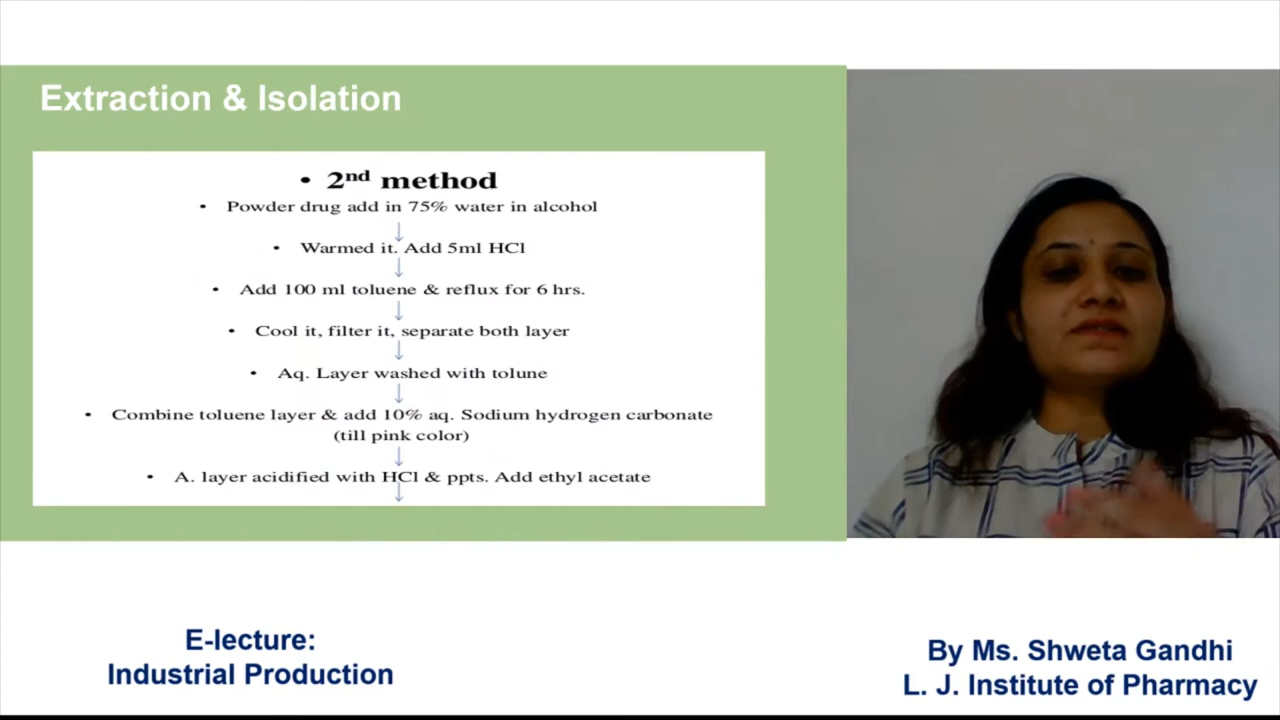 Extraction & Isolation
• 2nd method
• Powder drug add in 75% water in alcohol
• Warmed it. Add 5ml HCl
• Add 100 ml toluene & reflux for 6 hrs.
• Cool it, filter it, separate both layer
• Aq. Layer washed with tolune
• Combine toluene layer & add 10% aq. Sodium hydrogen carbonate
(till pink color)
• A. layer acidified with HCl & ppts. Add ethyl acetate
E-lecture:
Industrial Production
By Ms. Shweta Gandhi
L. J. Institute of Pharmacy